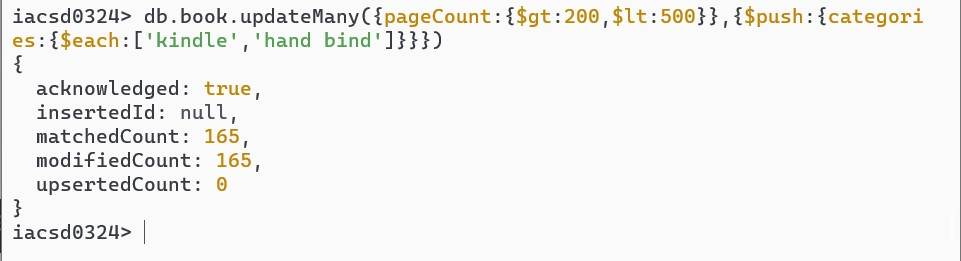 iacsd0324> db.book.updateMany({pageCount:{$gt:200,$lt:500}},{$push:{categori
es:{$each:['kindle','hand bind']}}})
{
  acknowledged: true,
  insertedId: null,
  matchedCount: 165,
  modifiedCount: 165,
  upsertedCount: 0
}
iacsd0324>